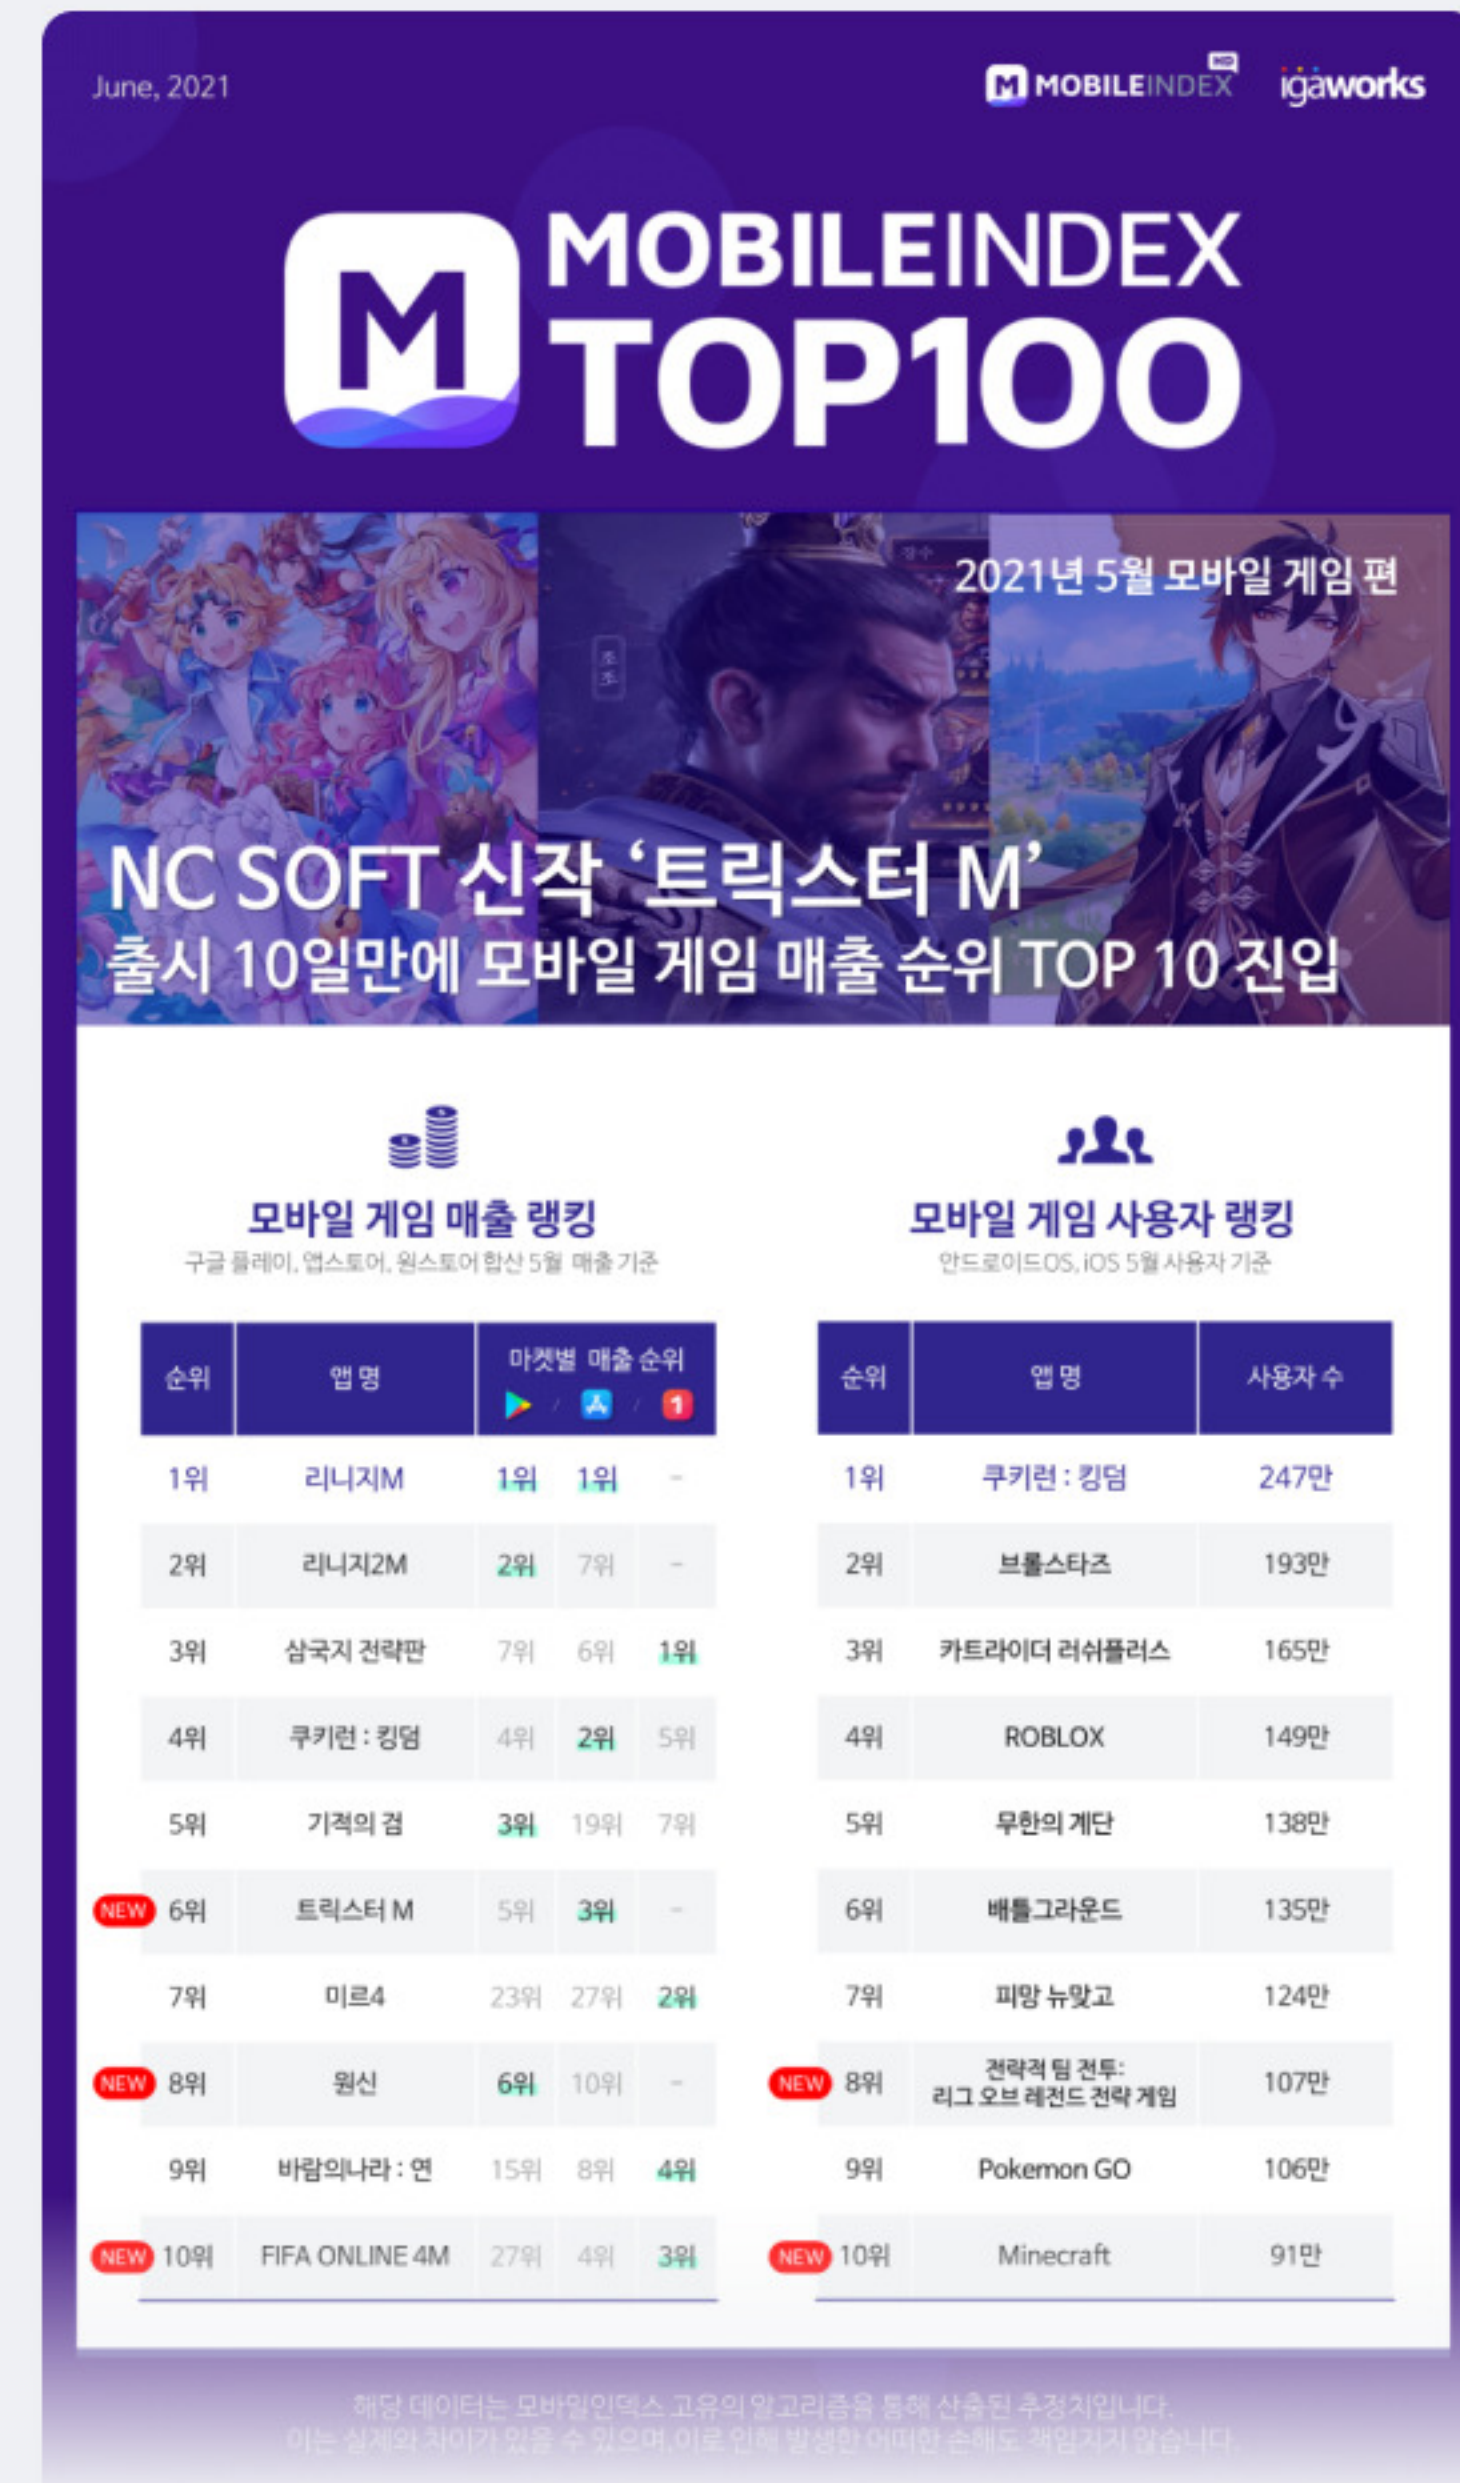 June, 2021
M MOBILEINDEX HD igaworks
M MOBILEINDEX
TOP100
장수
2021년 5월 모바일 게임 편
조조
NC SOFT 신작 ‘트릭스터 M’
출시 10일만에 모바일 게임 매출 순위 TOP 10 진입
모바일 게임 매출 랭킹
구글 플레이, 앱스토어, 원스토어 합산 5월 매출 기준
순위 앱 명 마켓별 매출 순위
/ / 1
1위 리니지M 1위 1위 -
2위 리니지2M 2위 7위 -
3위 삼국지 전략판 7위 6위 1위
4위 쿠키런 : 킹덤 4위 2위 5위
5위 기적의 검 3위 19위 7위
NEW 6위 트릭스터 M 5위 3위 -
7위 미르4 23위 27위 2위
NEW 8위 원신 6위 10위 -
9위 바람의나라 : 연 15위 8위 4위
NEW 10위 FIFA ONLINE 4M 27위 4위 3위
모바일 게임 사용자 랭킹
안드로이드OS, iOS 5월 사용자 기준
순위 앱 명 사용자 수
1위 쿠키런 : 킹덤 247만
2위 브롤스타즈 193만
3위 카트라이더 러쉬플러스 165만
4위 ROBLOX 149만
5위 무한의 계단 138만
6위 배틀그라운드 135만
7위 피망 뉴맞고 124만
NEW 8위 전략적 팀 전투:
리그 오브 레전드 전략 게임 107만
9위 Pokemon GO 106만
NEW 10위 Minecraft 91만
해당 데이터는 모바일인덱스 고유의 알고리즘을 통해 산출된 추정치입니다.
이는 실제와 차이가 있을 수 있으며,이로 인해 발생한 어떠한 손해도 책임지지 않습니다.